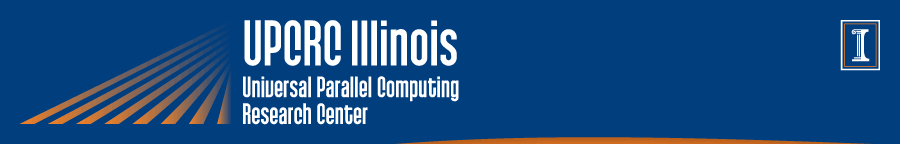 UPCRC Illinois
Universal Parallel Computing
Research Center
I